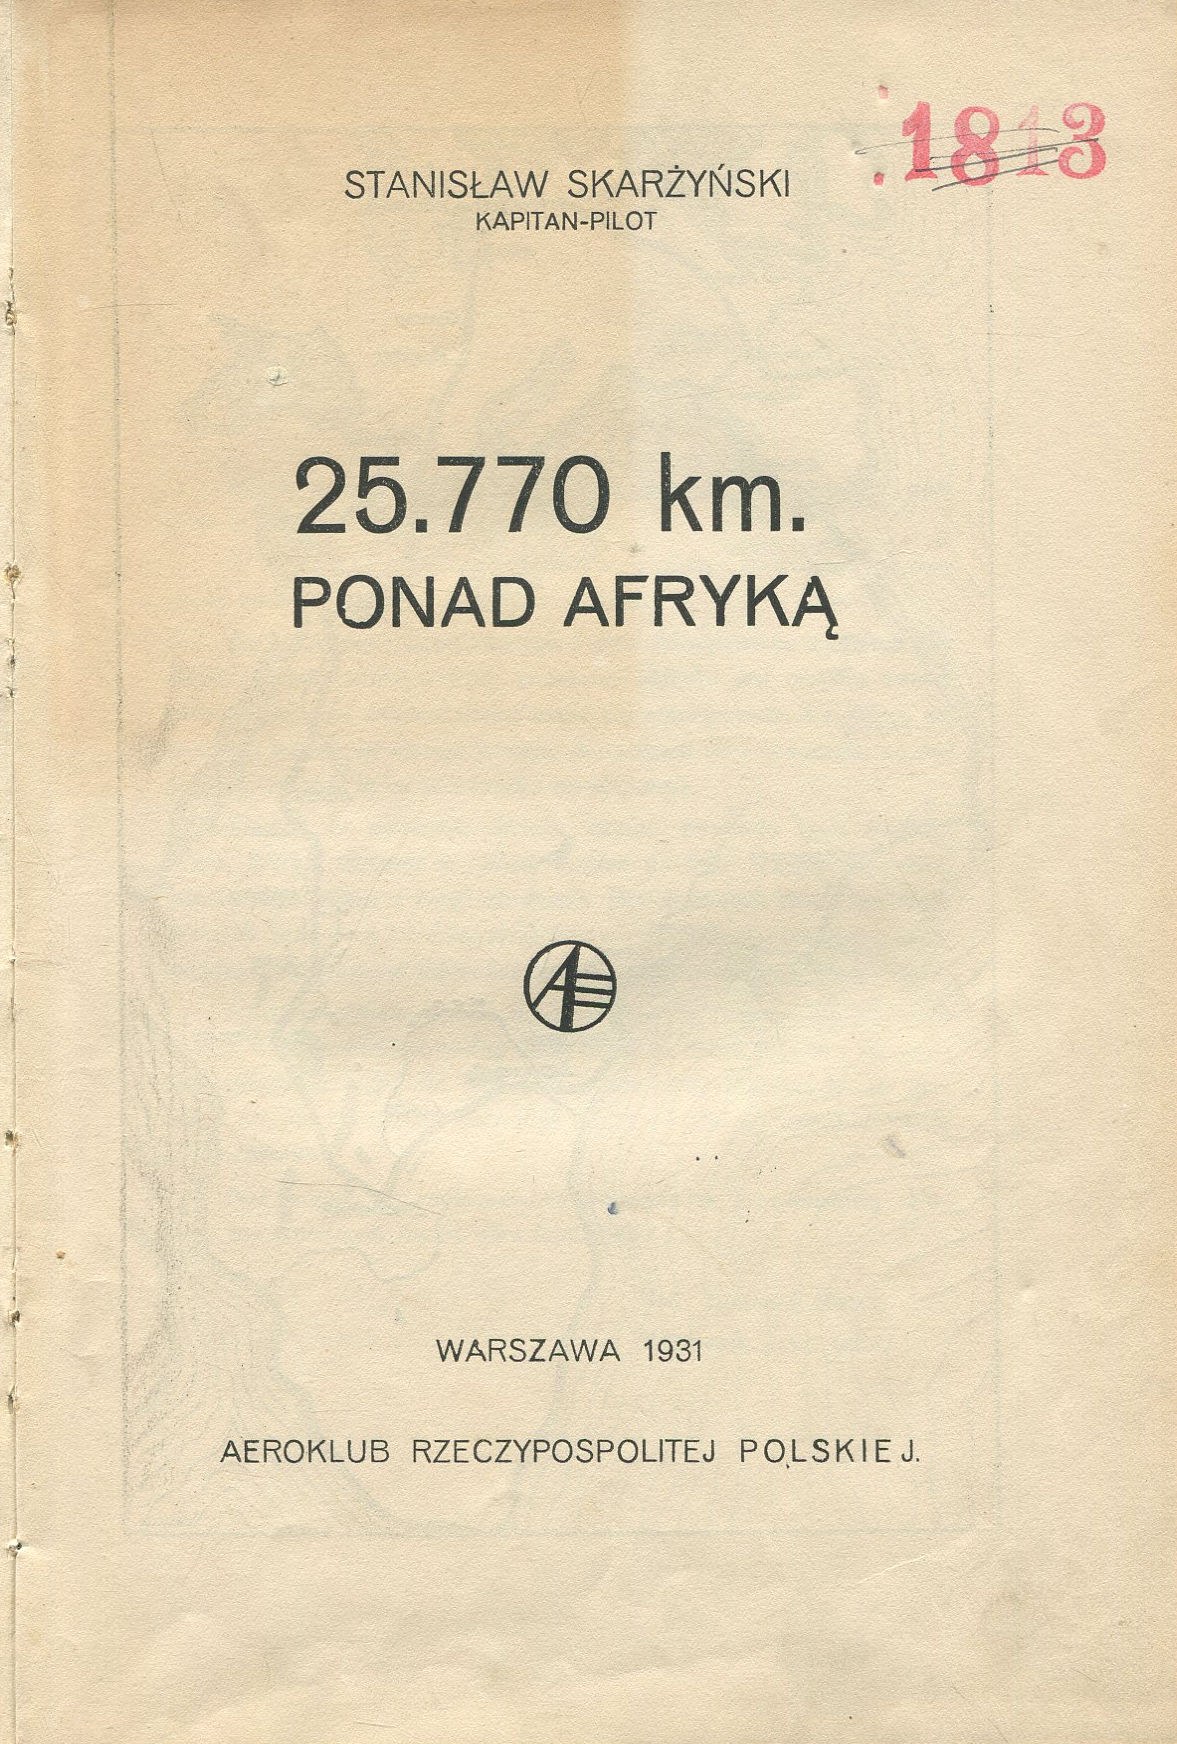 1813
STANISŁAW SKARŻYŃSKI
KAPITAN-PILOT
25.770 km.
PONAD AFRYKĄ
WARSZAWA 1931
AEROKLUB RZECZYPOSPOLITEJ POLSKIEJ.